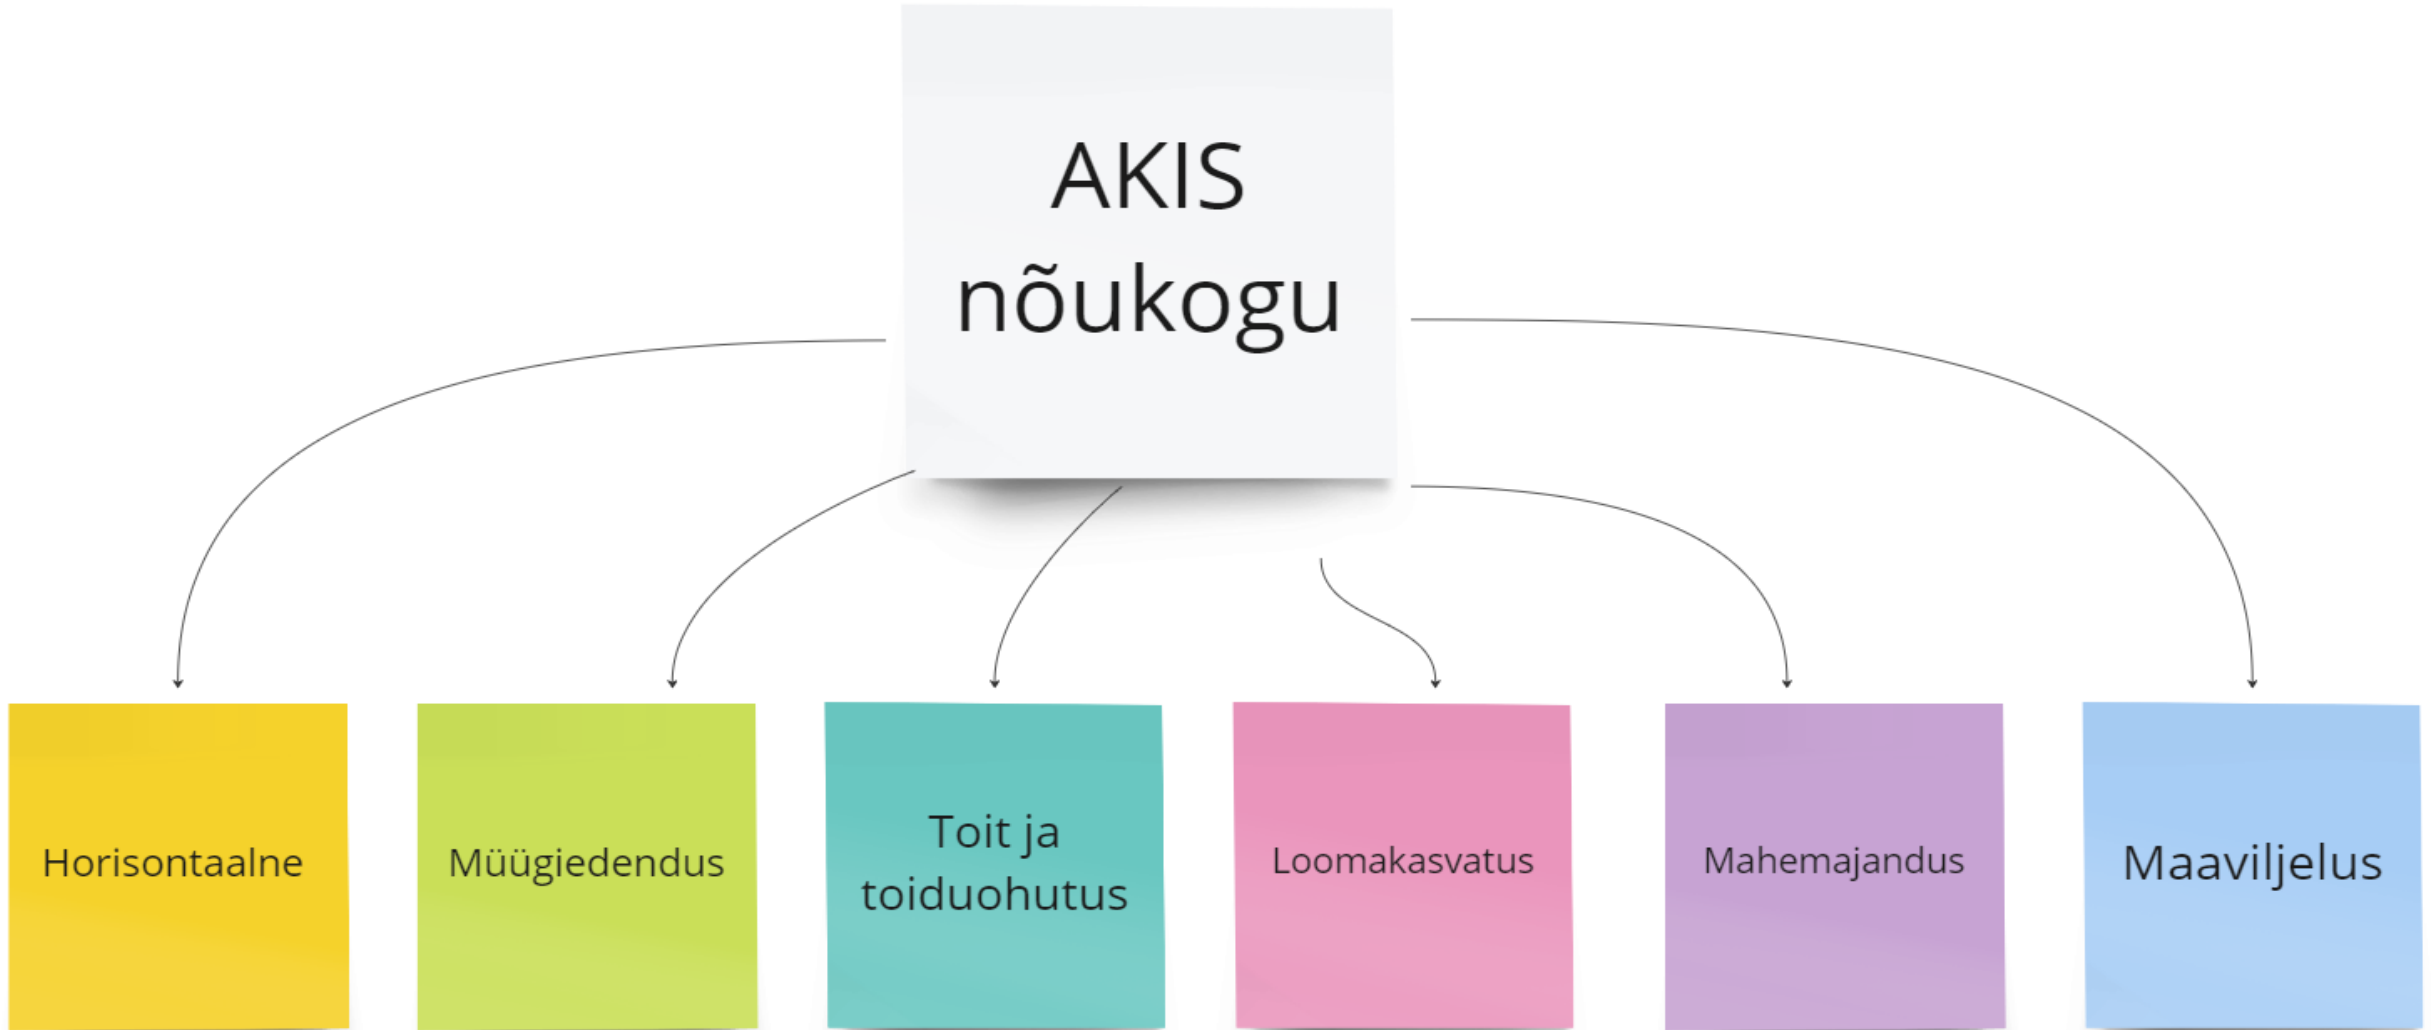 AKIS
nõukogu
Horisontaalne
Müügiedendus
Toit ja
toiduohutus
Loomakasvatus
Mahemajandus
Maaviljelus